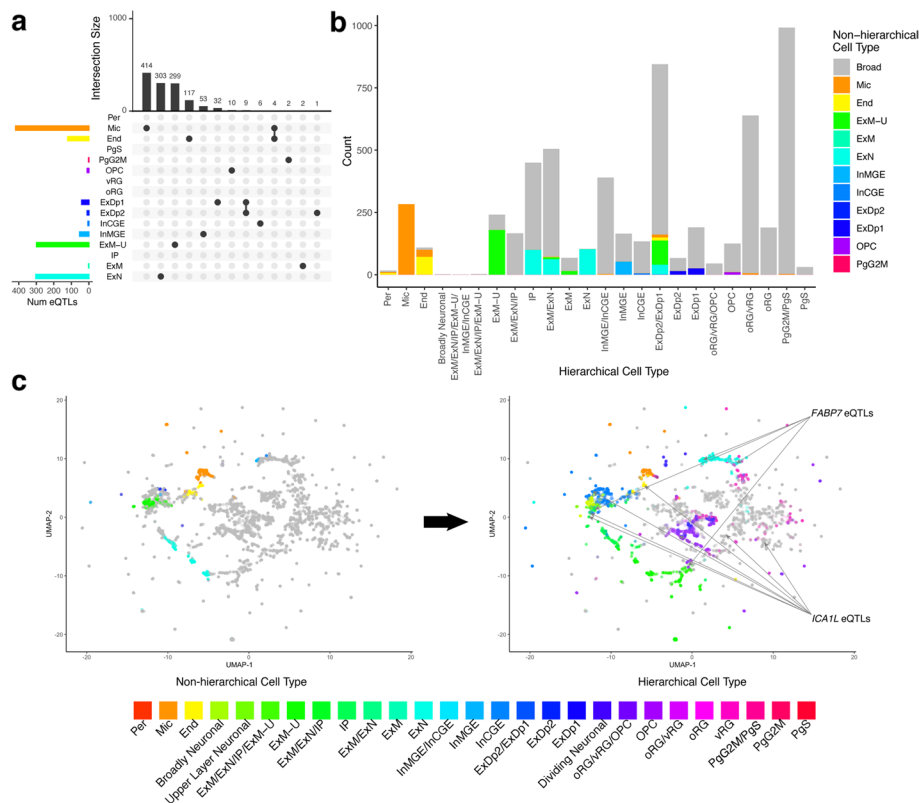 a
Intersection Size
1000
0
414
303
299
117
53
32
10
9
6
4
2
2
1
Per
Mic
End
PgS
PgG2M
OPC
vRG
oRG
ExDp1
ExDp2
InCGE
InMGE
ExM-U
IP
ExM
ExN
400 300 200 100 0
Num eQTLs
b
Count
1000
750
500
250
0
Per
Mic
End
Broadly Neuronal
ExM/ExN/IP/ExM-U/
InMGE/InCGE
ExM/ExN/IP/ExM-U
ExM-U
ExM/ExN/IP
IP
ExM/ExN
ExM
ExN
InMGE/InCGE
InMGE
InCGE
ExDp2/ExDp1
ExDp2
ExDp1
oRG/vRG/OPC
OPC
oRG/vRG
oRG
PgG2M/PgS
PgS
Hierarchical Cell Type
Non-hierarchical
Cell Type
Broad
Mic
End
ExM-U
ExM
ExN
InMGE
InCGE
ExDp2
ExDp1
OPC
PgG2M
c
UMAP-2
20
10
0
-10
-20
-20 -10 0 10 20
UMAP-1
Non-hierarchical Cell Type
UMAP-2
20
10
0
-10
-20
-20 -10 0 10 20
UMAP-1
Hierarchical Cell Type
FABP7 eQTLs
ICA1L eQTLs
Per
Mic
End
Broadly Neuronal
Upper Layer Neuronal
ExM/ExN/IP/ExM-U
ExM-U
ExM/ExN/IP
IP
ExM/ExN
ExM
ExN
InMGE/InCGE
InMGE
InCGE
ExDp2/ExDp1
ExDp2
ExDp1
Dividing Neuronal
oRG/vRG/OPC
OPC
oRG/vRG
oRG
vRG
PgG2M/PgS
PgG2M
PgS